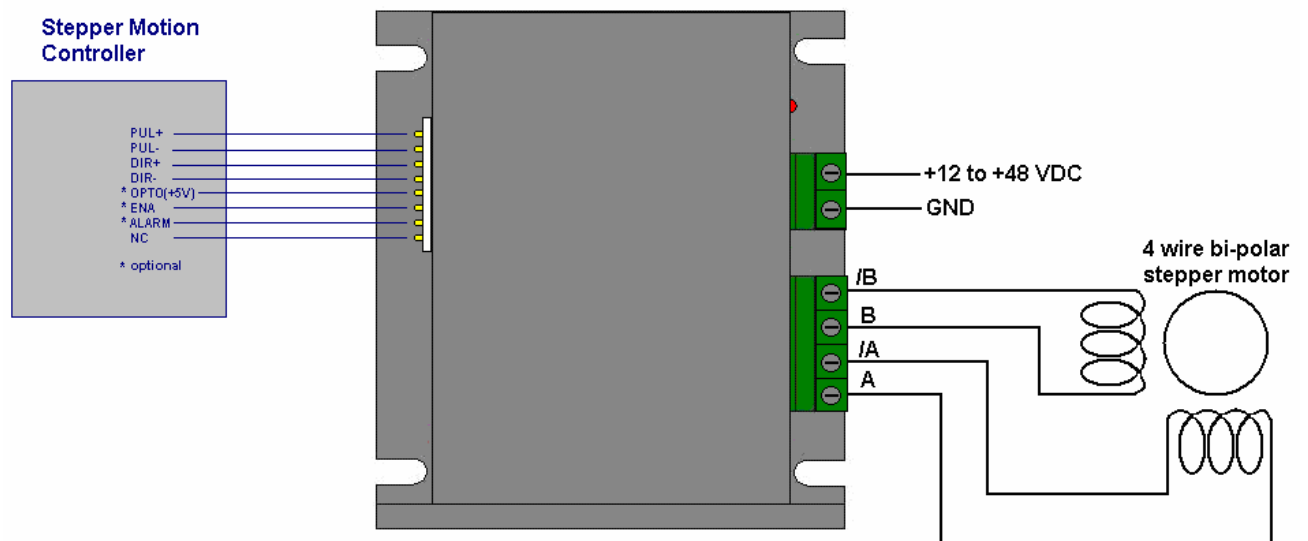 Stepper Motion
Controller
PUL+
PUL-
DIR+
DIR-
* OPTO(+5V)
* ENA
* ALARM
NC
* optional
+12 to +48 VDC
GND
4 wire bi-polar
stepper motor
/B
B
/A
A